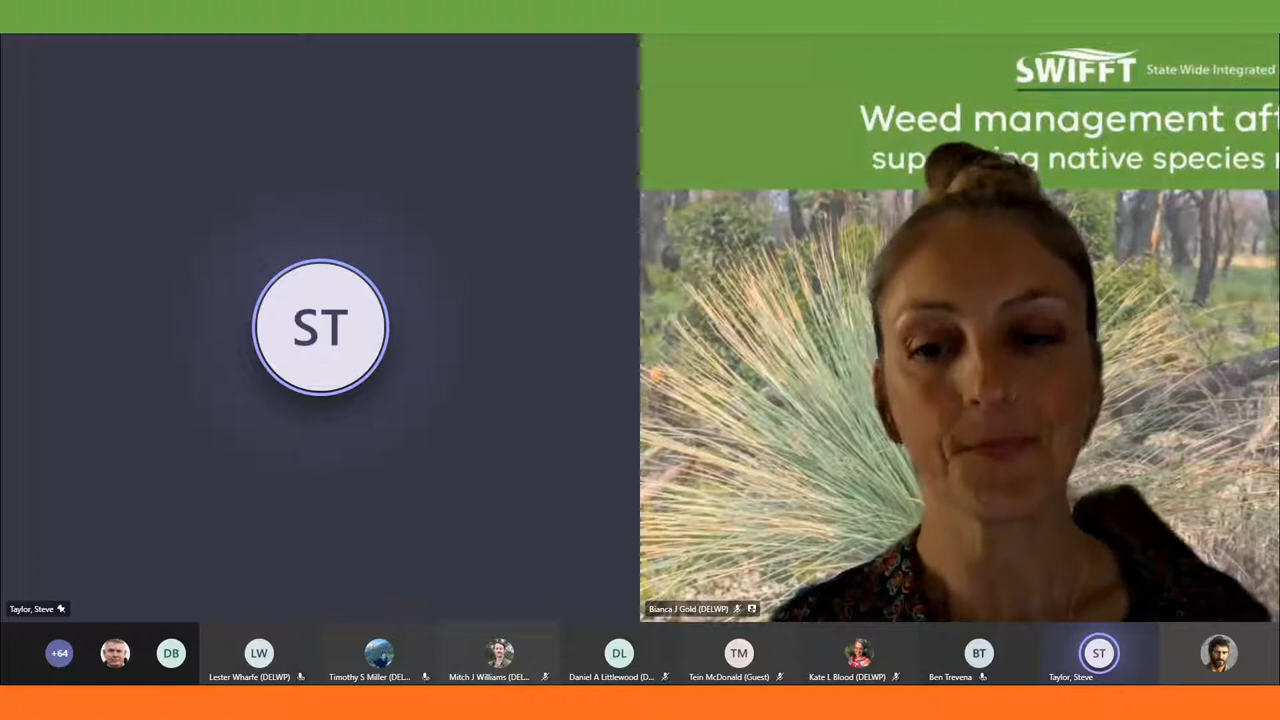 SWIFFT State Wide Integrated
Weed management aft
sup ing native species r
ST
Taylor, Steve
Bianca J Gold (DELWP)
+64
DB
LW
DL
TM
BT
ST
Lester Wharfe (DELWP)
Timothy S Miller (DEL...
Mitch J Williams (DEL...
Daniel A Littlewood (D...
Tein McDonald (Guest)
Kate L Blood (DELWP)
Ben Trevena
Taylor, Steve